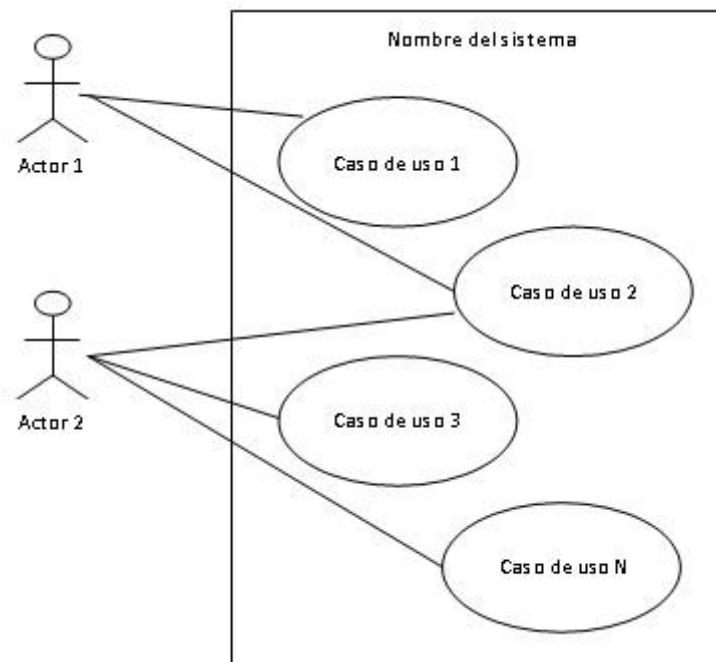 Nombre del sistema
Actor 1
Caso de uso 1
Caso de uso 2
Actor 2
Caso de uso 3
Caso de uso N